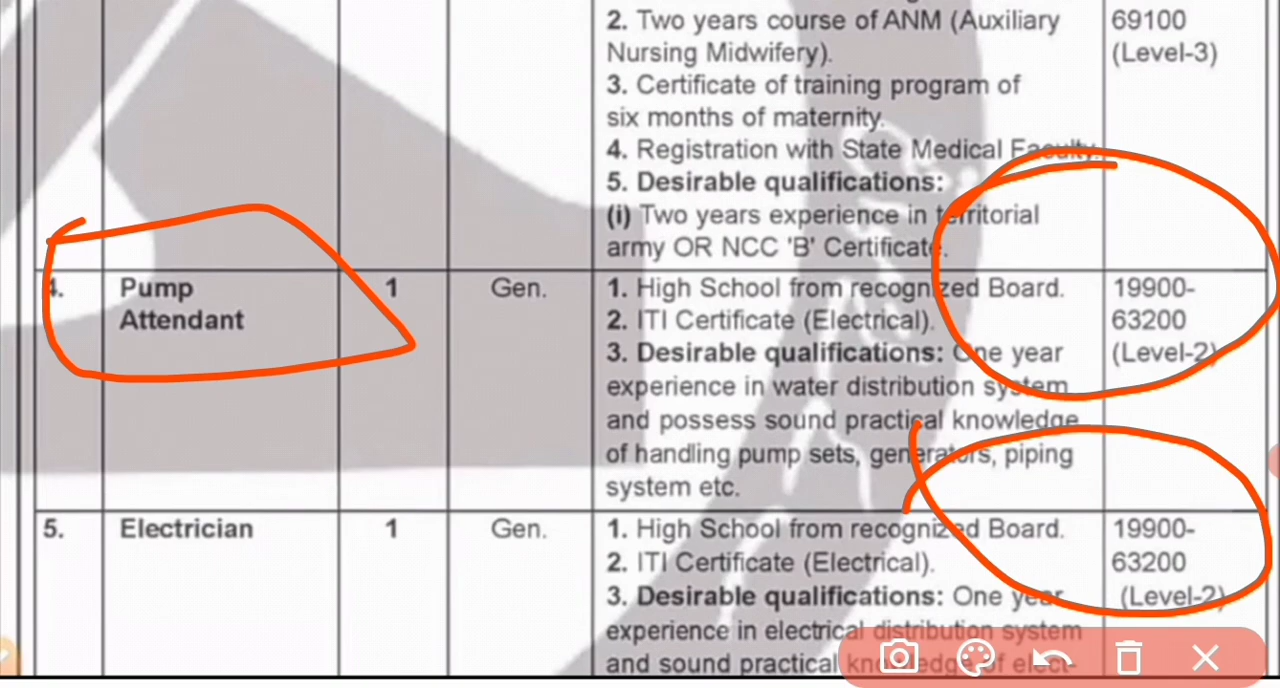 2. Two years course of ANM (Auxiliary
Nursing Midwifery).
3. Certificate of training program of
six months of maternity.
4. Registration with State Medical Faculty.
5. Desirable qualifications:
(i) Two years experience in territorial
army OR NCC 'B' Certificate.
69100
(Level-3)
4.
Pump
Attendant
1
Gen.
1. High School from recognized Board.
2. ITI Certificate (Electrical).
3. Desirable qualifications: One year
experience in water distribution system
and possess sound practical knowledge
of handling pump sets, generators, piping
system etc.
19900-
63200
(Level-2)
5.
Electrician
1
Gen.
1. High School from recognized Board.
2. ITI Certificate (Electrical).
3. Desirable qualifications: One year
experience in electrical distribution system
and sound practical knowledge of elect-
19900-
63200
(Level-2)